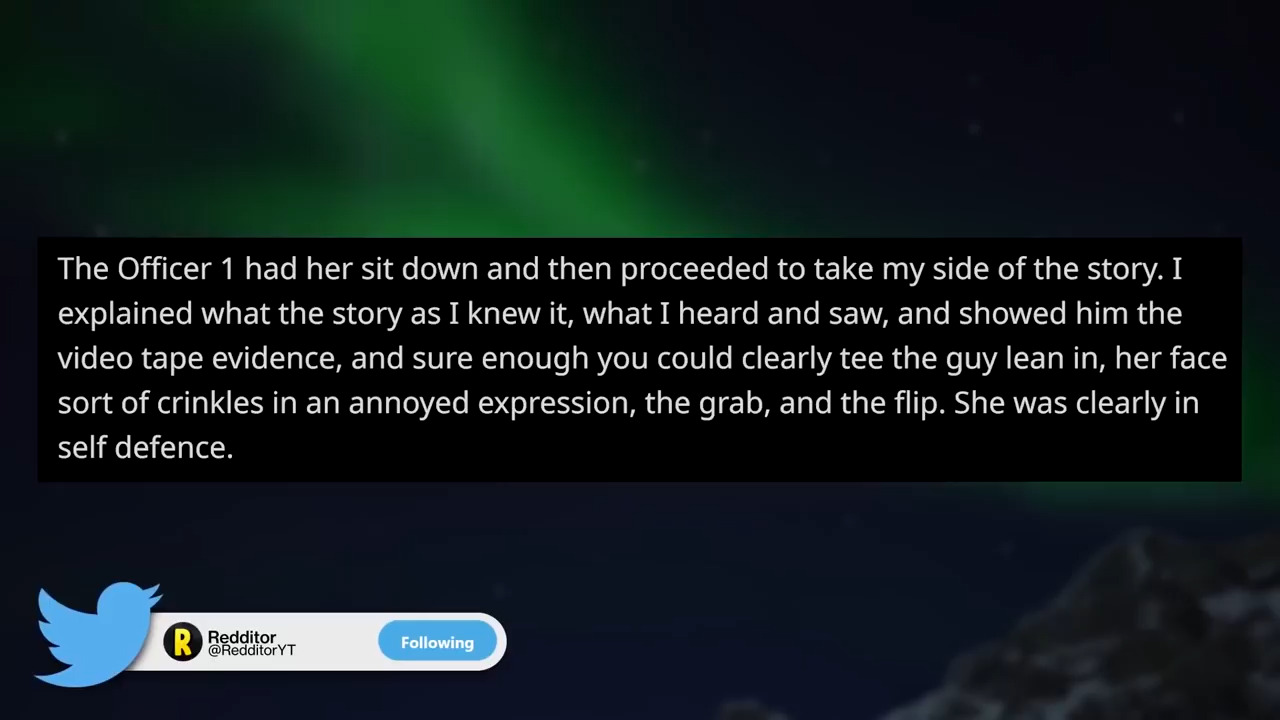 The Officer 1 had her sit down and then proceeded to take my side of the story. I
explained what the story as I knew it, what I heard and saw, and showed him the
video tape evidence, and sure enough you could clearly tee the guy lean in, her face
sort of crinkles in an annoyed expression, the grab, and the flip. She was clearly in
self defence.
R
Redditor
@RedditorYT
Following